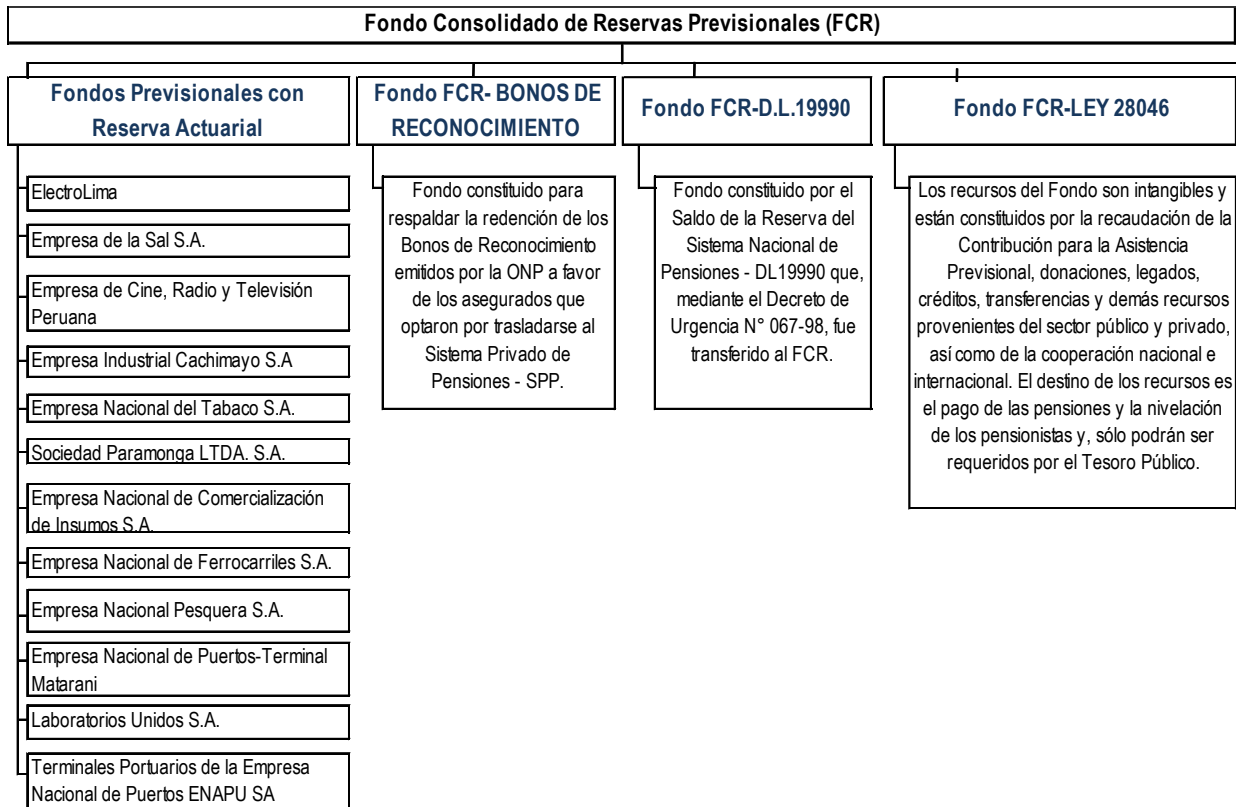 Fondo Consolidado de Reservas Previsionales (FCR)
Fondos Previsionales con
Reserva Actuarial
ElectroLima
Empresa de la Sal S.A.
Empresa de Cine, Radio y Televisión
Peruana
Empresa Industrial Cachimayo S.A
Empresa Nacional del Tabaco S.A.
Sociedad Paramonga LTDA. S.A.
Empresa Nacional de Comercialización
de Insumos S.A.
Empresa Nacional de Ferrocarriles S.A.
Empresa Nacional Pesquera S.A.
Empresa Nacional de Puertos-Terminal
Matarani
Laboratorios Unidos S.A.
Terminales Portuarios de la Empresa
Nacional de Puertos ENAPU SA
Fondo FCR- BONOS DE
RECONOCIMIENTO
Fondo constituido para
respaldar la redención de los
Bonos de Reconocimiento
emitidos por la ONP a favor
de los asegurados que
optaron por trasladarse al
Sistema Privado de
Pensiones - SPP.
Fondo FCR-D.L.19990
Fondo constituido por el
Saldo de la Reserva del
Sistema Nacional de
Pensiones - DL19990 que,
mediante el Decreto de
Urgencia N° 067-98, fue
transferido al FCR.
Fondo FCR-LEY 28046
Los recursos del Fondo son intangibles y
están constituidos por la recaudación de la
Contribución para la Asistencia
Previsional, donaciones, legados,
créditos, transferencias y demás recursos
provenientes del sector público y privado,
así como de la cooperación nacional e
internacional. El destino de los recursos es
el pago de las pensiones y la nivelación
de los pensionistas y, sólo podrán ser
requeridos por el Tesoro Público.